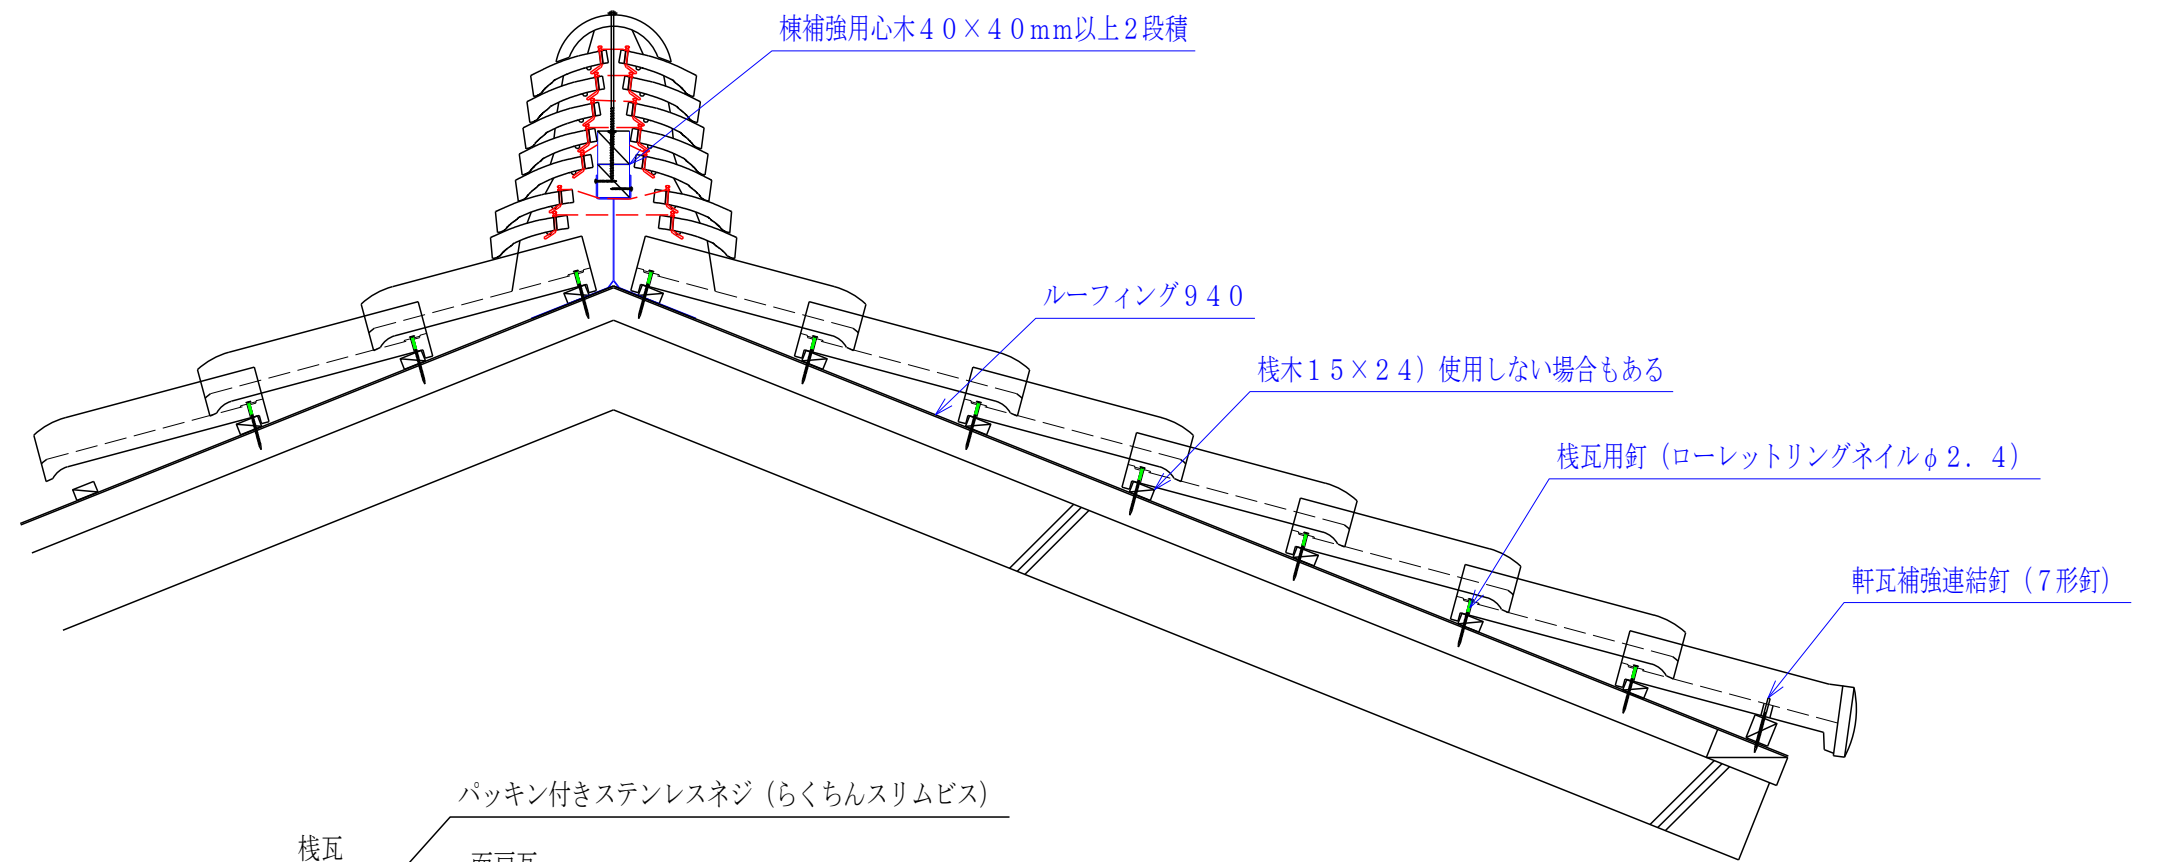 棟補強用心木４０×４０mm以上２段積
ルーフィング９４０
桟木１５×２４）使用しない場合もある
桟瓦用釘（ローレットリングネイルφ２．４）
軒瓦補強連結釘（７形釘）
パッキン付きステンレスネジ（らくちんスリムビス）
桟瓦